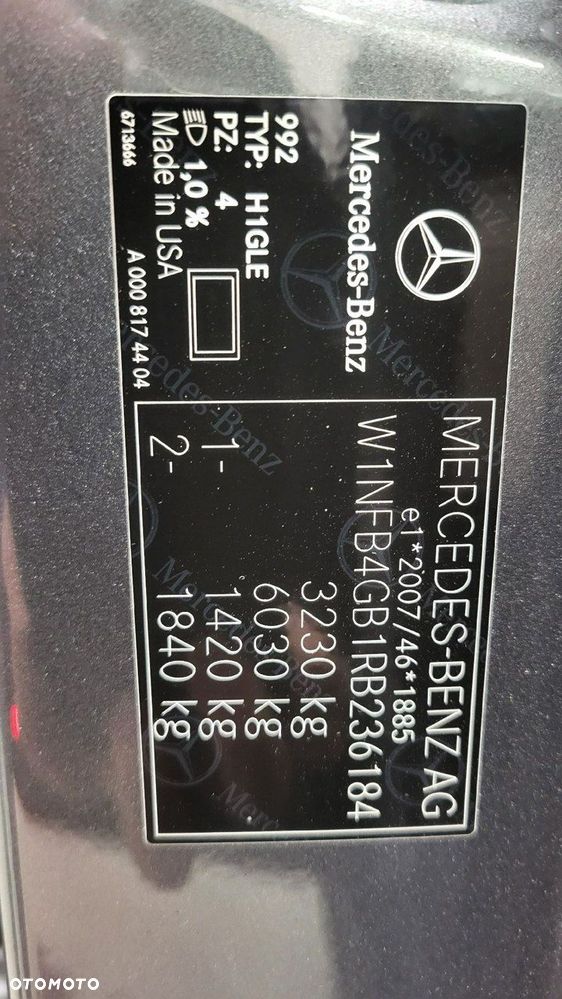 Mercedes-Benz
992
TYP: H1GLE
PZ: 4
1,0 %
Made in USA
6713666
A 000 817 44 04
MERCEDES-BENZ AG
e1*2007/46*1885
W1NFB4GB1RB236184
3230 kg
6030 kg
1- 1420 kg
2- 1840 kg
OTOMOTO